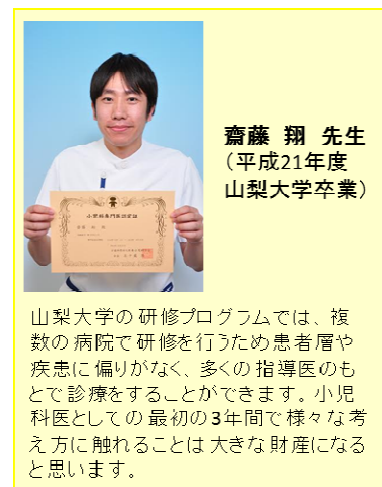 齋藤 翔 先生
（平成21年度
山梨大学卒業）
小児科専門医認定証
山梨大学の研修プログラムでは、複
数の病院で研修を行うため患者層や
疾患に偏りがなく、多くの指導医のも
とで診療をすることができます。小児
科医としての最初の3年間で様々な考
え方に触れることは大きな財産になる
と思います。